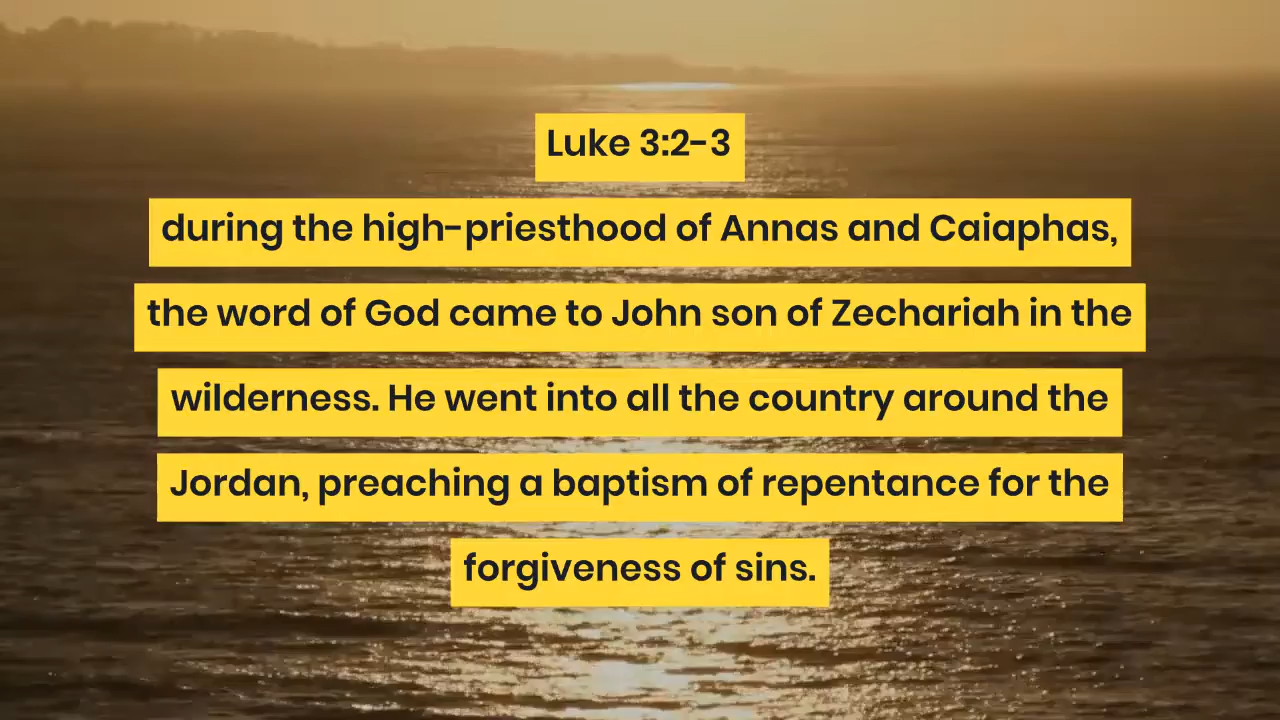 Luke 3:2-3
during the high-priesthood of Annas and Caiaphas,
the word of God came to John son of Zechariah in the
wilderness. He went into all the country around the
Jordan, preaching a baptism of repentance for the
forgiveness of sins.